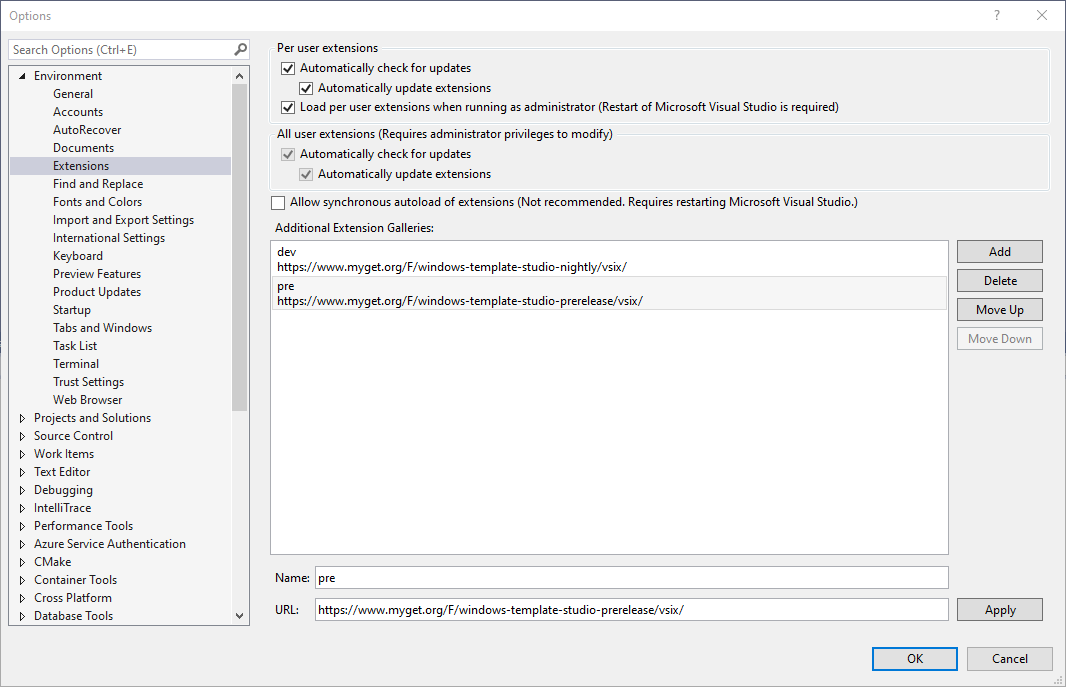 Options
?
Search Options (Ctrl+E)
Environment
General
Accounts
AutoRecover
Documents
Extensions
Find and Replace
Fonts and Colors
Import and Export Settings
International Settings
Keyboard
Preview Features
Product Updates
Startup
Tabs and Windows
Task List
Terminal
Trust Settings
Web Browser
Projects and Solutions
Source Control
Work Items
Text Editor
Debugging
IntelliTrace
Performance Tools
Azure Service Authentication
CMake
Container Tools
Cross Platform
Database Tools
Per user extensions
Automatically check for updates
Automatically update extensions
Load per user extensions when running as administrator (Restart of Microsoft Visual Studio is required)
All user extensions (Requires administrator privileges to modify)
Automatically check for updates
Automatically update extensions
Allow synchronous autoload of extensions (Not recommended. Requires restarting Microsoft Visual Studio.)
Additional Extension Galleries:
dev
https://www.myget.org/F/windows-template-studio-nightly/vsix/
pre
https://www.myget.org/F/windows-template-studio-prerelease/vsix/
Add
Delete
Move Up
Move Down
Name: pre
URL: https://www.myget.org/F/windows-template-studio-prerelease/vsix/
Apply
OK
Cancel